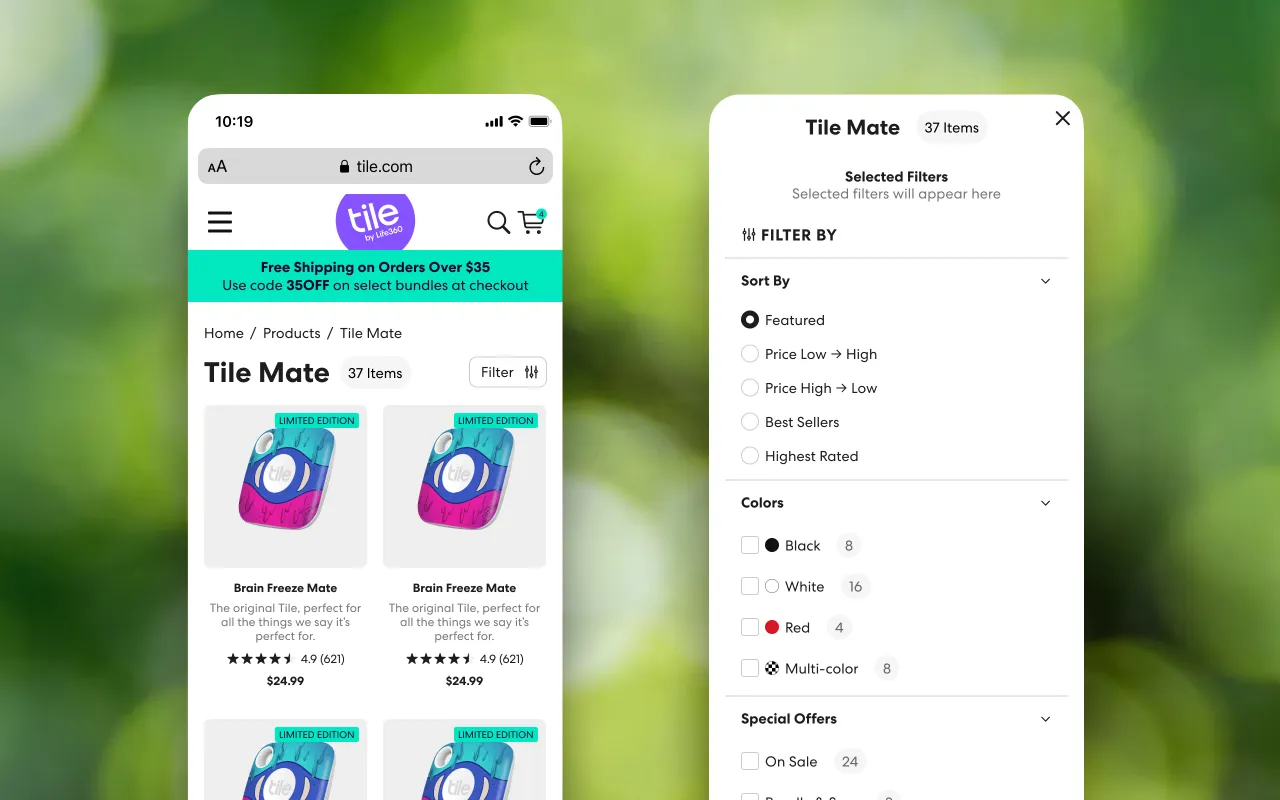 10:19
AA
tile.com
tile
by Life360
4
Free Shipping on Orders Over $35
Use code 35OFF on select bundles at checkout
Home / Products / Tile Mate
Tile Mate
37 Items
Filter
LIMITED EDITION
tile
Brain Freeze Mate
The original Tile, perfect for
all the things we say it's
perfect for.
4.9 (621)
$24.99
LIMITED EDITION
tile
Brain Freeze Mate
The original Tile, perfect for
all the things we say it's
perfect for.
4.9 (621)
$24.99
LIMITED EDITION
tile
LIMITED EDITION
tile
Tile Mate
37 Items
Selected Filters
Selected filters will appear here
FILTER BY
Sort By
Featured
Price Low → High
Price High → Low
Best Sellers
Highest Rated
Colors
Black 8
White 16
Red 4
Multi-color 8
Special Offers
On Sale 24